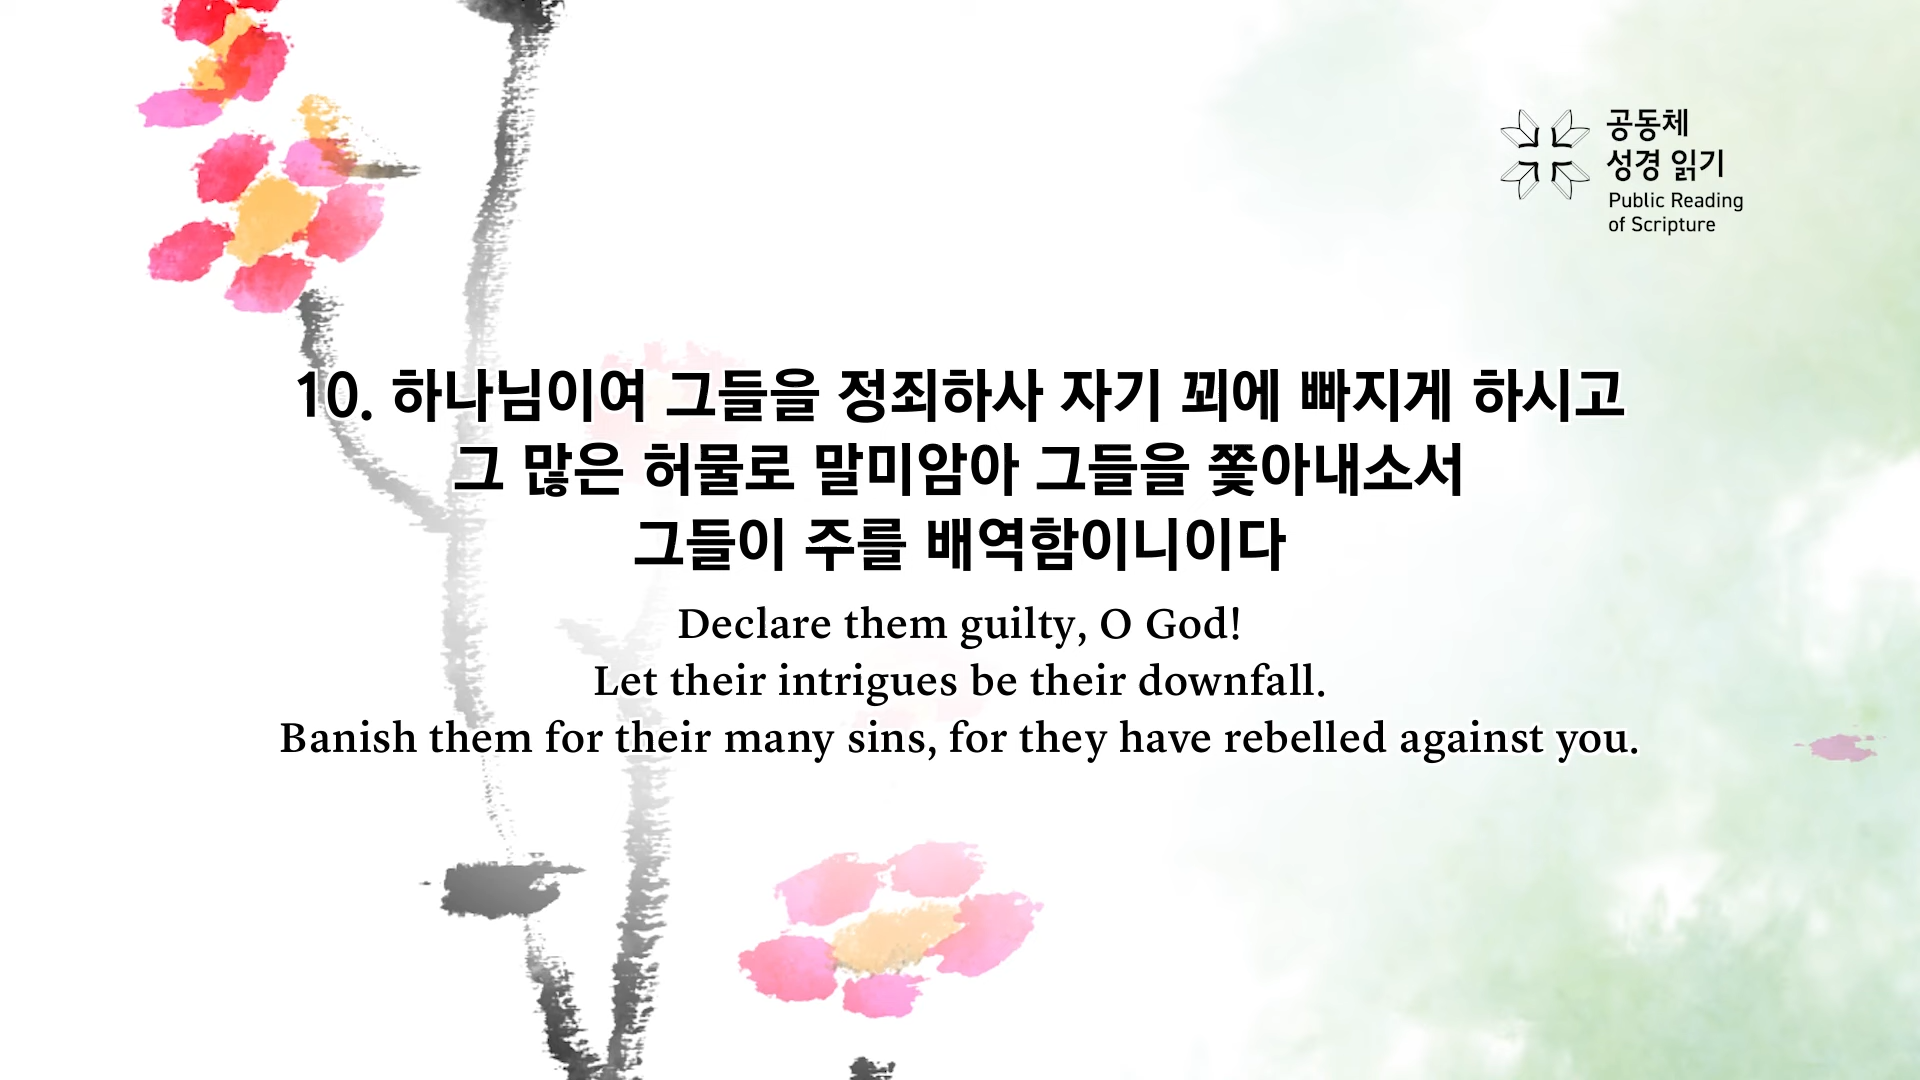 공동체
성경 읽기
Public Reading
of Scripture
10. 하나님이여 그들을 정죄하사 자기 꾀에 빠지게 하시고
그 많은 허물로 말미암아 그들을 쫓아내소서
그들이 주를 배역함이니이다
Declare them guilty, O God!
Let their intrigues be their downfall.
Banish them for their many sins, for they have rebelled against you.